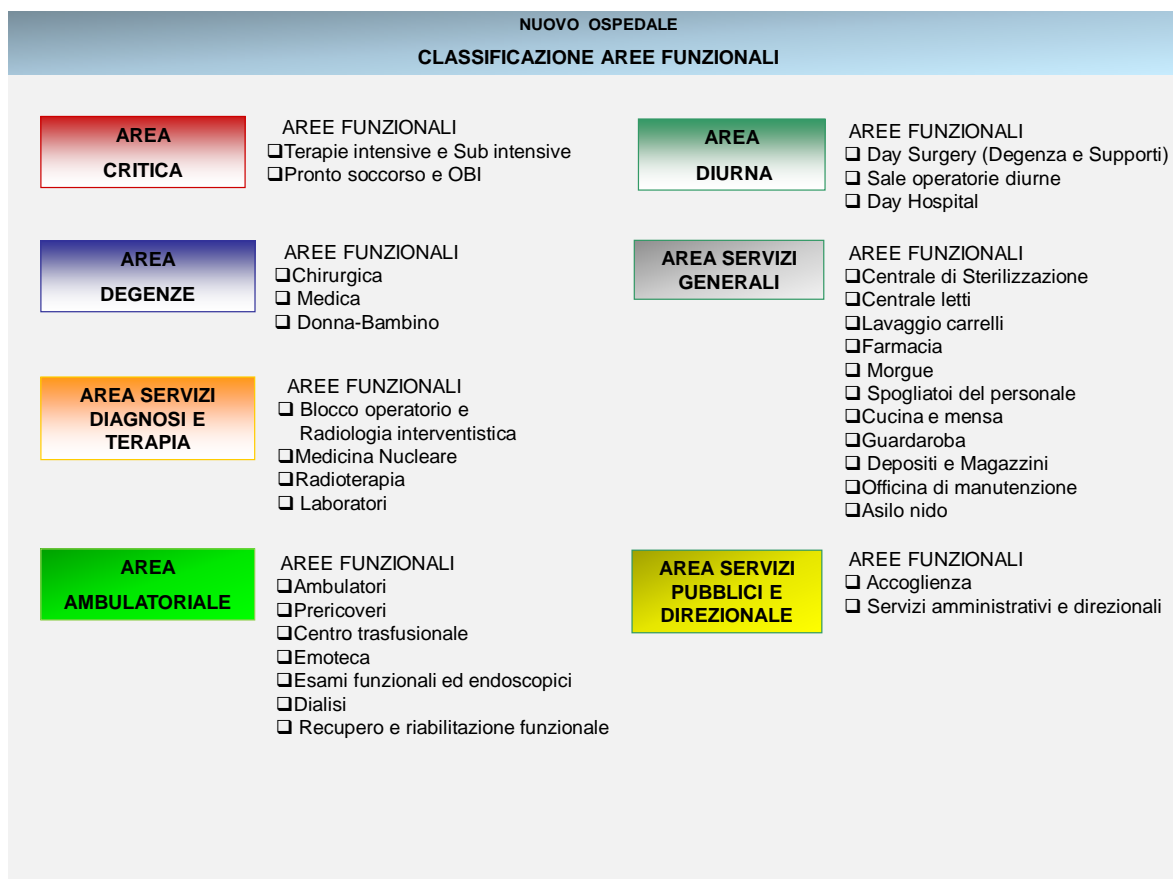 NUOVO OSPEDALE
CLASSIFICAZIONE AREE FUNZIONALI
AREA
CRITICA
AREE FUNZIONALI
❑Terapie intensive e Sub intensive
❑Pronto soccorso e OBI
AREA
DEGENZE
AREE FUNZIONALI
❑Chirurgica
❑ Medica
❑ Donna-Bambino
AREA SERVIZI
DIAGNOSI E
TERAPIA
AREE FUNZIONALI
❑ Blocco operatorio e
Radiologia interventistica
❑Medicina Nucleare
❑Radioterapia
❑ Laboratori
AREA
AMBULATORIALE
AREE FUNZIONALI
❑Ambulatori
❑Prericoveri
❑Centro trasfusionale
❑Emoteca
❑Esami funzionali ed endoscopici
❑Dialisi
❑ Recupero e riabilitazione funzionale
AREA
DIURNA
AREE FUNZIONALI
❑ Day Surgery (Degenza e Supporti)
❑ Sale operatorie diurne
❑ Day Hospital
AREA SERVIZI
GENERALI
AREE FUNZIONALI
❑Centrale di Sterilizzazione
❑Centrale letti
❑Lavaggio carrelli
❑Farmacia
❑ Morgue
❑ Spogliatoi del personale
❑Cucina e mensa
❑Guardaroba
❑ Depositi e Magazzini
❑Officina di manutenzione
❑Asilo nido
AREA SERVIZI
PUBBLICI E
DIREZIONALE
AREE FUNZIONALI
❑ Accoglienza
❑ Servizi amministrativi e direzionali